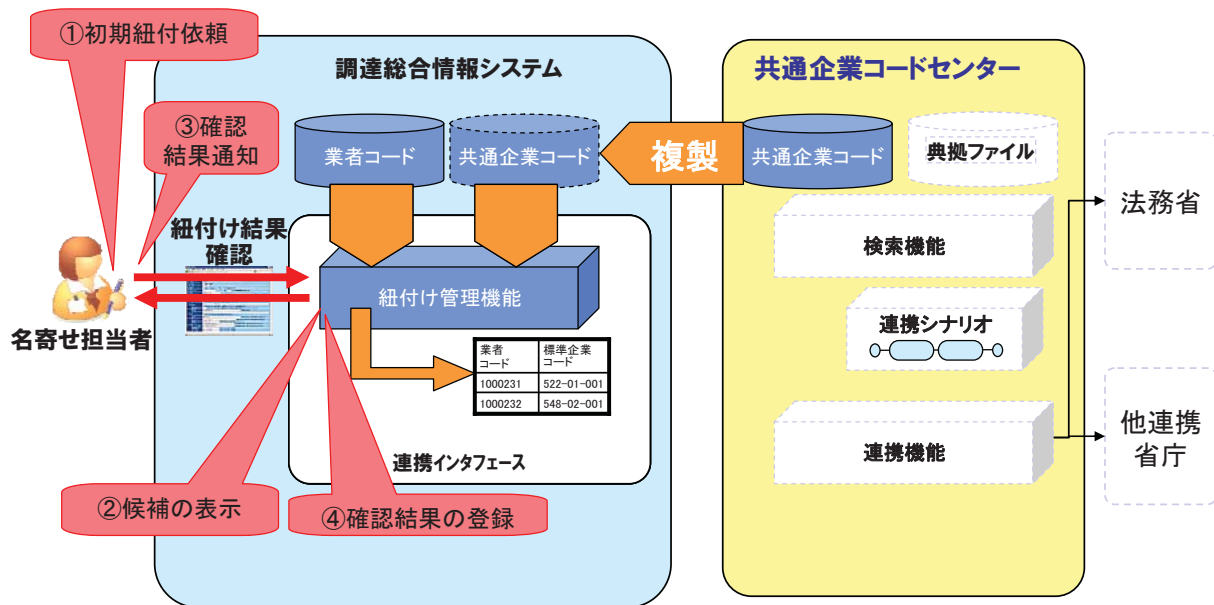 ①初期紐付依頼
③確認
結果通知
調達総合情報システム
業者コード
共通企業コード
複製
共通企業コードセンター
共通企業コード
典拠ファイル
検索機能
連携シナリオ
連携機能
法務省
他連携
省庁
紐付け結果
確認
名寄せ担当者
紐付け管理機能
業者
コード
標準企業
コード
1000231
522-01-001
1000232
548-02-001
連携インタフェース
②候補の表示
④確認結果の登録